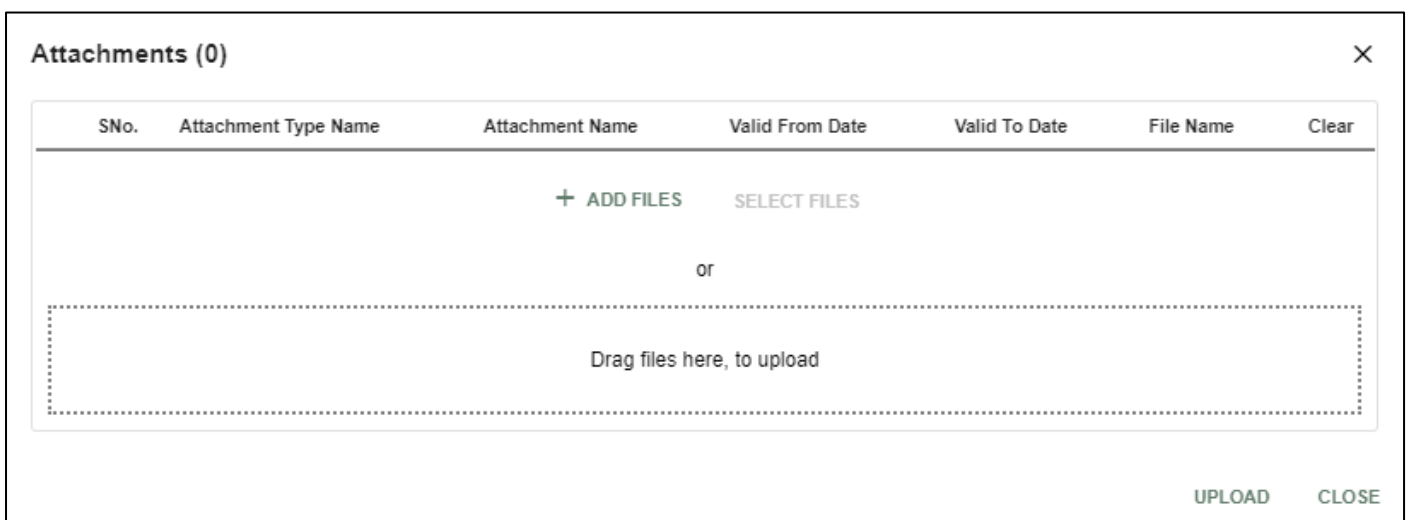 Attachments (0)
SNo. Attachment Type Name Attachment Name Valid From Date Valid To Date File Name Clear
+ ADD FILES SELECT FILES
or
Drag files here, to upload
UPLOAD CLOSE